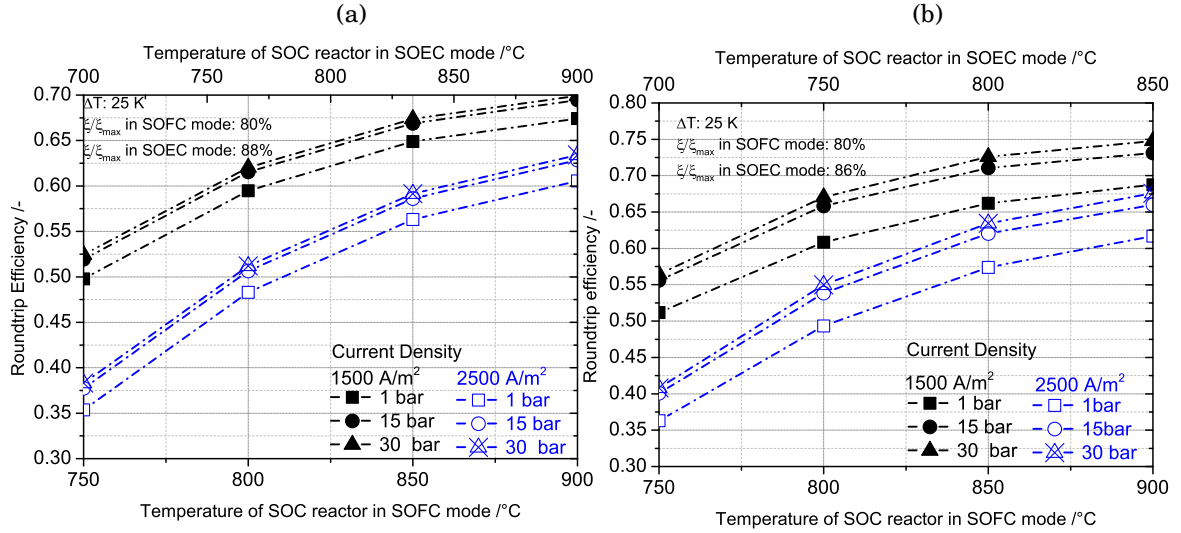 (a)
Temperature of SOC reactor in SOEC mode /°C
700 750 800 850 900
0.70
0.65
0.60
0.55
0.50
0.45
0.40
0.35
0.30
Roundtrip Efficiency /-
ΔT: 25 K
ξ/ξmax in SOFC mode: 80%
ξ/ξmax in SOEC mode: 88%
Current Density
1500 A/m² 2500 A/m²
1 bar 1 bar
15 bar 15 bar
30 bar 30 bar
750 800 850 900
Temperature of SOC reactor in SOFC mode /°C
(b)
Temperature of SOC reactor in SOEC mode /°C
700 750 800 850
0.80
0.75
0.70
0.65
0.60
0.55
0.50
0.45
0.40
0.35
0.30
Roundtrip efficiency /-
ΔT: 25 K
ξ/ξmax in SOFC mode: 80%
ξ/ξmax in SOEC mode: 86%
Current Density
1500 A/m² 2500 A/m²
1 bar 1bar
15 bar 15bar
30 bar 30 bar
750 800 850 900
Temperature of SOC reactor in SOFC mode /°C